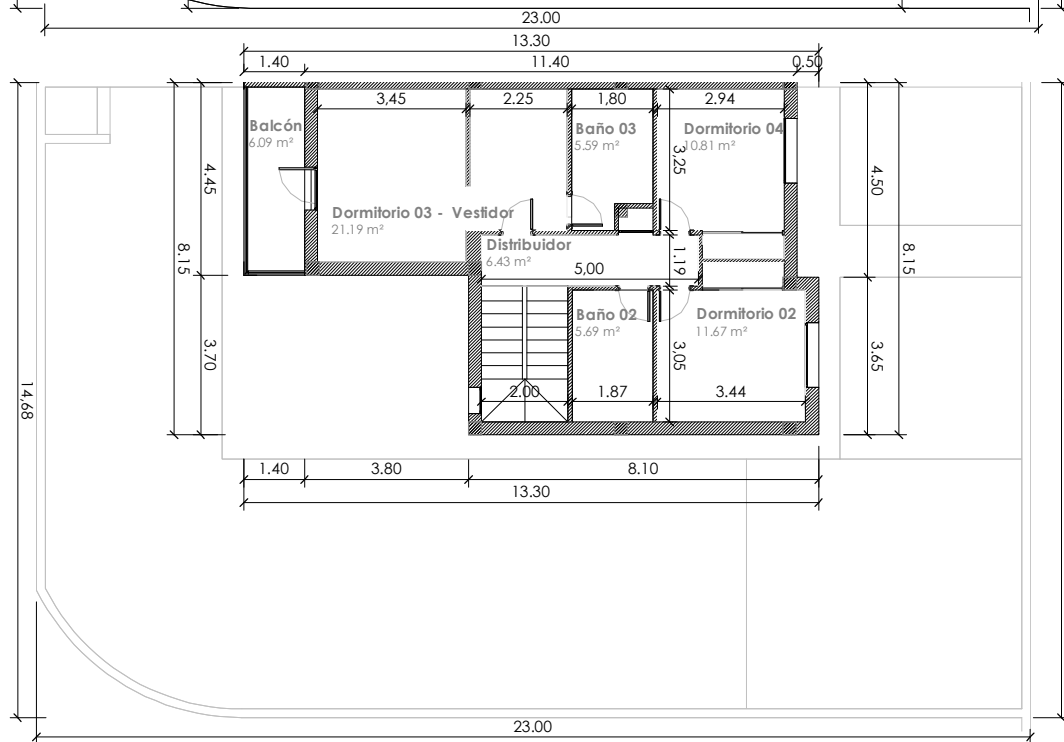 23.00
13.30
1.40
11.40
0.50
3,45
2.25
1,80
2.94
Balcón
6.09 m²
Baño 03
5.59 m²
Dormitorio 04
10.81 m²
3,25
4.45
4.50
Dormitorio 03 - Vestidor
21.19 m²
Distribuidor
6.43 m²
8.15
1.19
8.15
5,00
Baño 02
5.69 m²
Dormitorio 02
11.67 m²
3.70
3,05
3.65
14,68
2.00
1.87
3.44
1.40
3.80
8.10
13.30
23.00